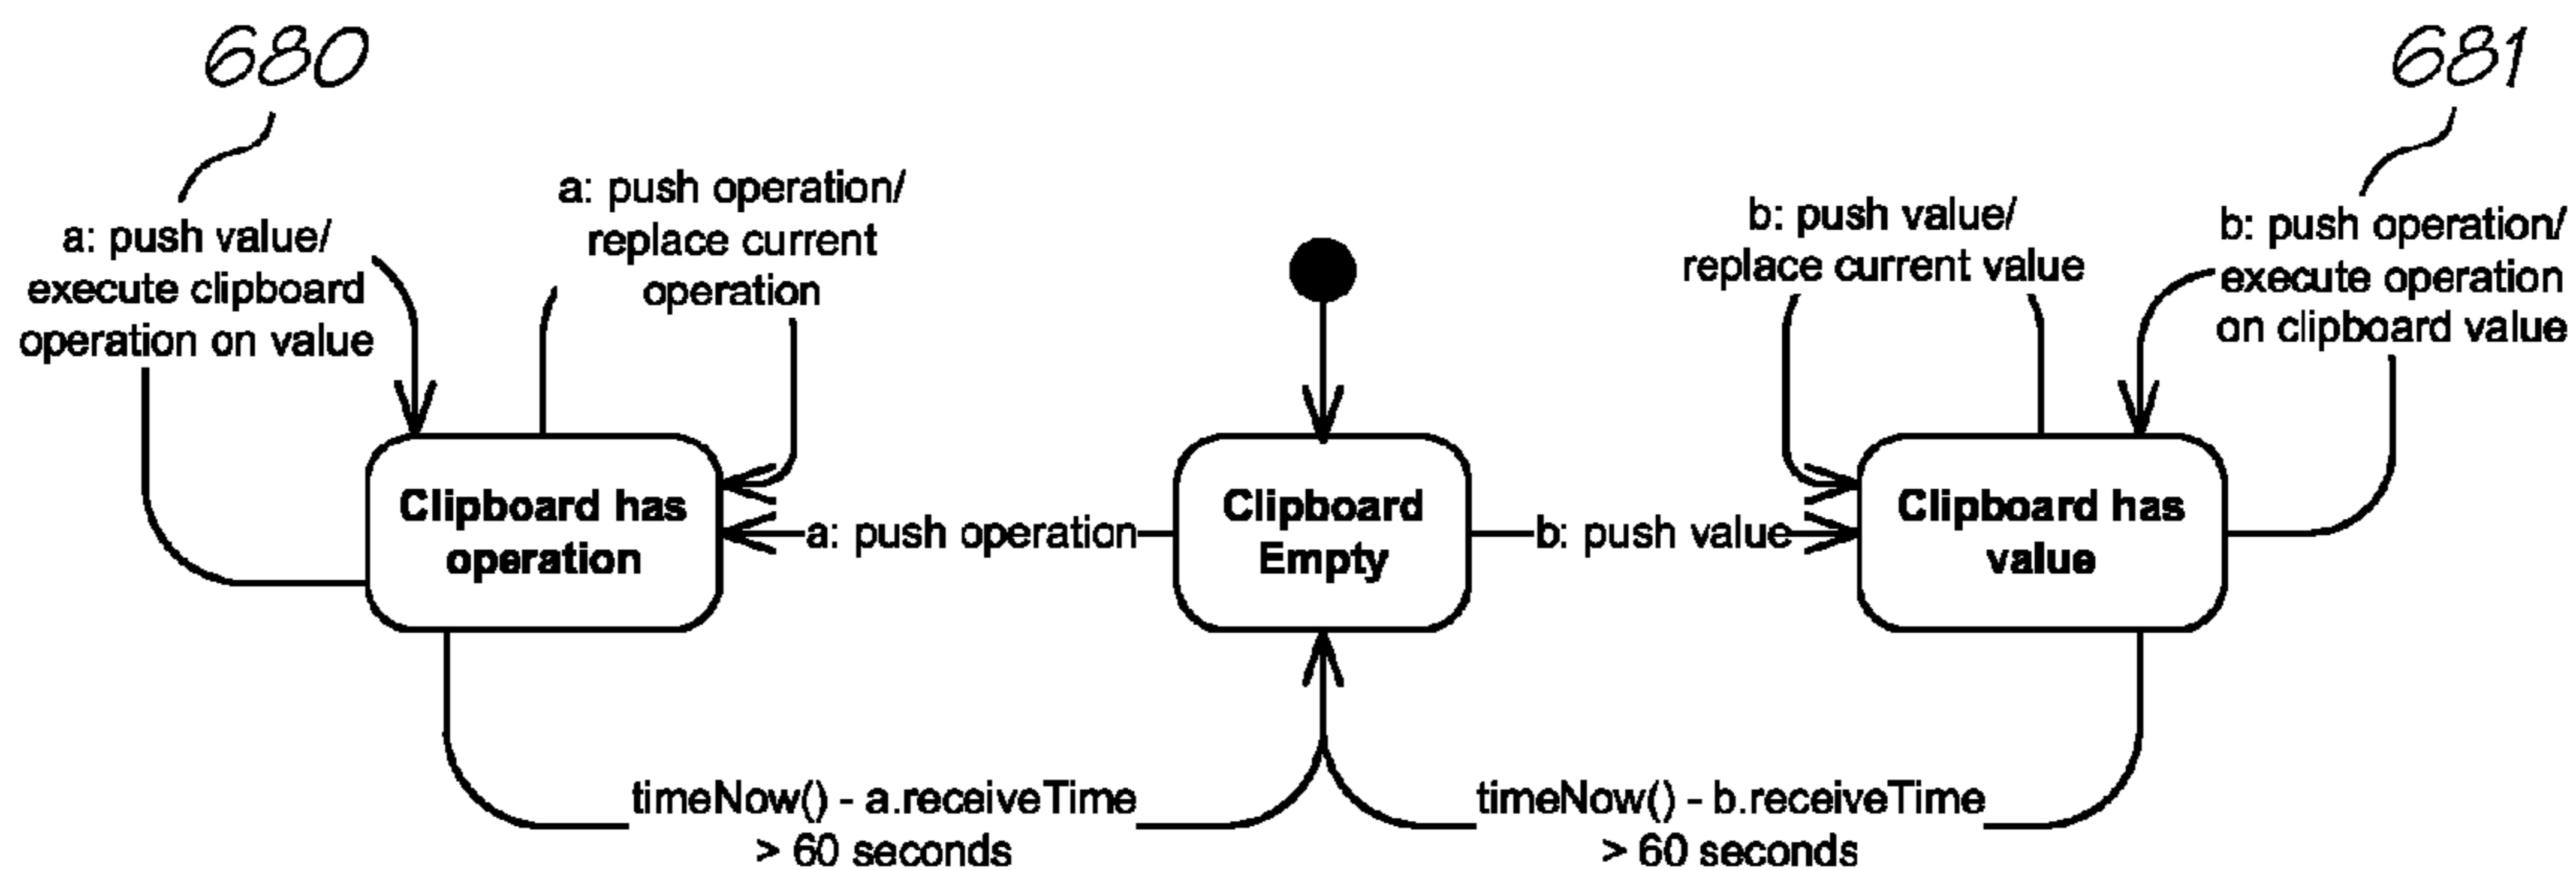 680
681
a: push value/
execute clipboard
operation on value
a: push operation/
replace current
operation
b: push value/
replace current value
b: push operation/
execute operation
on clipboard value
Clipboard has
operation
a: push operation
Clipboard
Empty
b: push value
Clipboard has
value
timeNow() - a.receiveTime
> 60 seconds
timeNow() - b.receiveTime
> 60 seconds